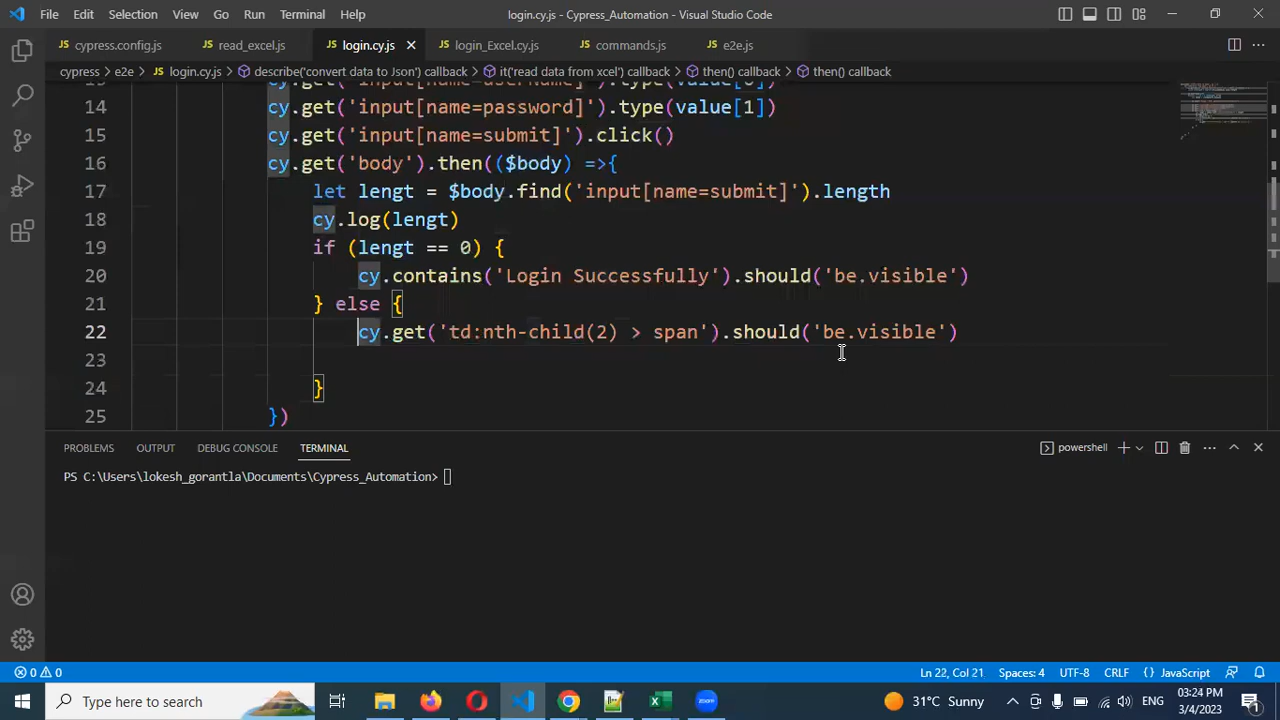 File Edit Selection View Go Run Terminal Help login.cy.js - Cypress_Automation - Visual Studio Code
cypress.config.js read_excel.js login.cy.js login_Excel.cy.js commands.js e2e.js
cypress > e2e > login.cy.js > describe('convert data to Json') callback > it('read data from xcel') callback > then() callback > then() callback
14 cy.get('input[name=password]').type(value[1])
15 cy.get('input[name=submit]').click()
16 cy.get('body').then(($body) =>{
17 let lengt = $body.find('input[name=submit]').length
18 cy.log(lengt)
19 if (lengt == 0) {
20 cy.contains('Login Successfully').should('be.visible')
21 } else {
22 cy.get('td:nth-child(2) > span').should('be.visible')
23
24 }
25 })
PROBLEMS OUTPUT DEBUG CONSOLE TERMINAL powershell
PS C:\Users\lokesh_gorantla\Documents\Cypress_Automation>
0 0 Ln 22, Col 21 Spaces: 4 UTF-8 CRLF {} JavaScript
Type here to search 31°C Sunny ENG 03:24 PM
3/4/2023 1